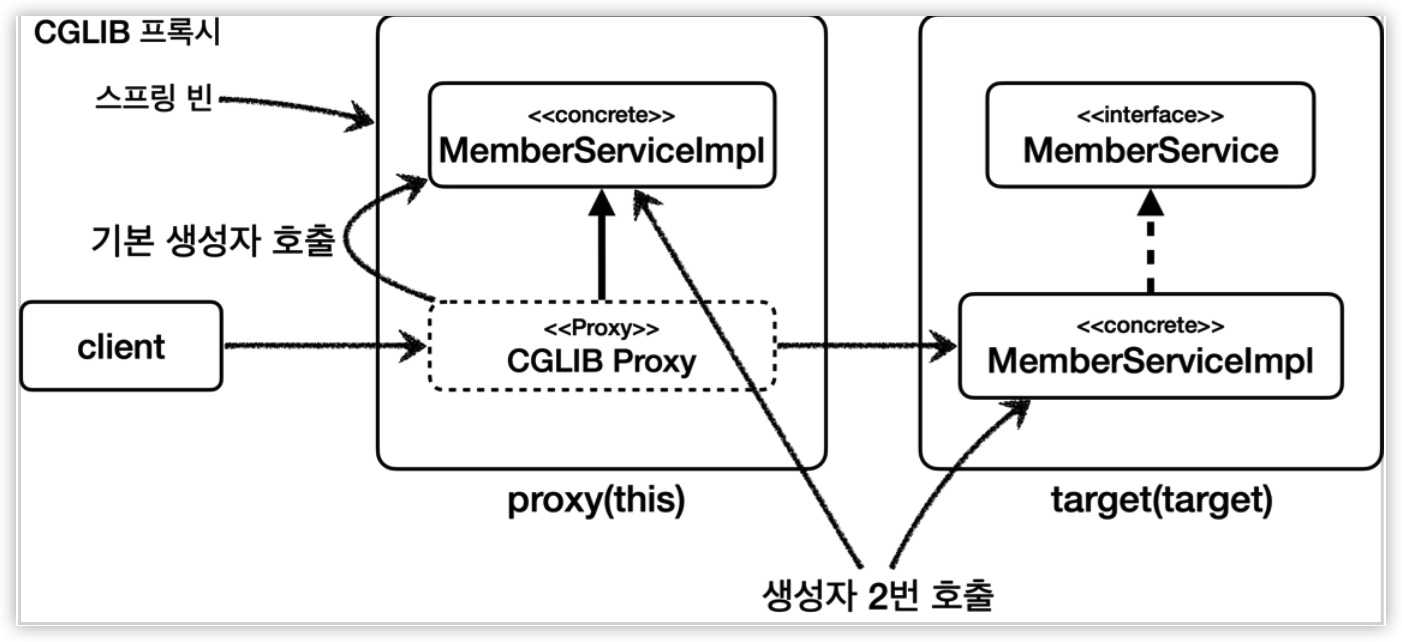 CGLIB 프록시
스프링 빈
<<concrete>>
MemberServiceImpl
<<interface>>
MemberService
기본 생성자 호출
client
<<Proxy>>
CGLIB Proxy
<<concrete>>
MemberServiceImpl
proxy(this)
target(target)
생성자 2번 호출